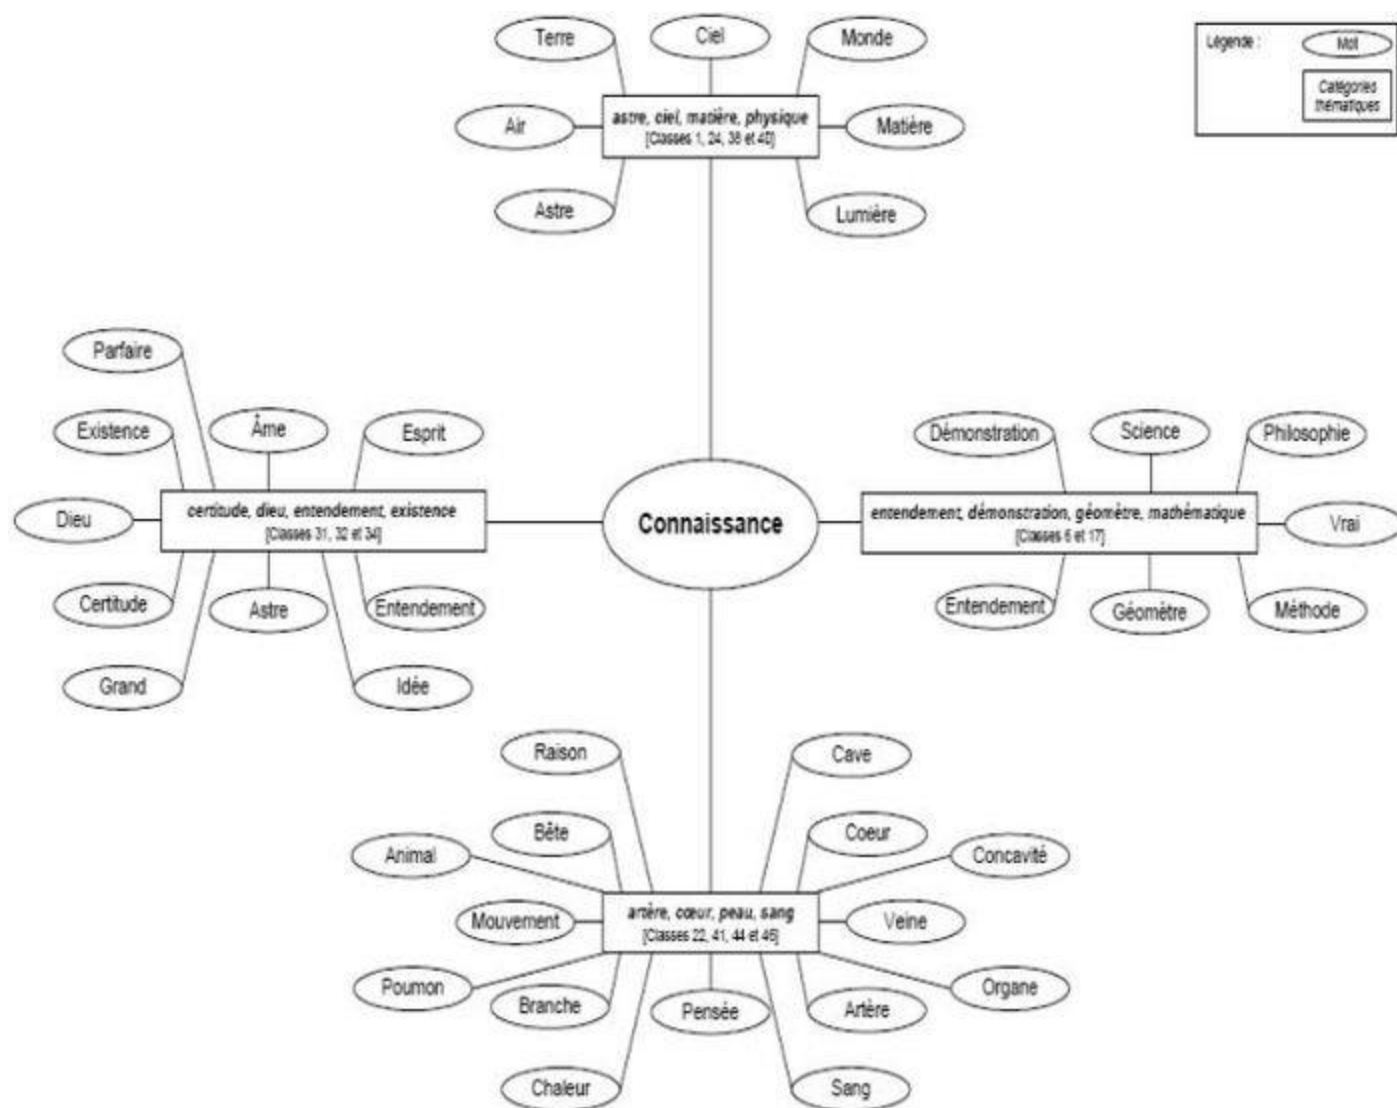 Terre
Ciel
Monde
Légende :
Mot
Catégories
thématiques
astre, ciel, matière, physique
[Classes 1, 24, 38 et 40]
Air
Matière
Astre
Lumière
Parfaire
Existence
Âme
Esprit
Dieu
certitude, dieu, entendement, existence
[Classes 31, 32 et 34]
Certitude
Astre
Entendement
Grand
Idée
Connaissance
Démonstration
Science
Philosophie
entendement, démonstration, géomètre, mathématique
[Classes 6 et 17]
Vrai
Entendement
Géomètre
Méthode
Raison
Cave
Bête
Coeur
Animal
Concavité
artère, cœur, peau, sang
[Classes 22, 41, 44 et 46]
Mouvement
Veine
Poumon
Organe
Branche
Pensée
Artère
Chaleur
Sang